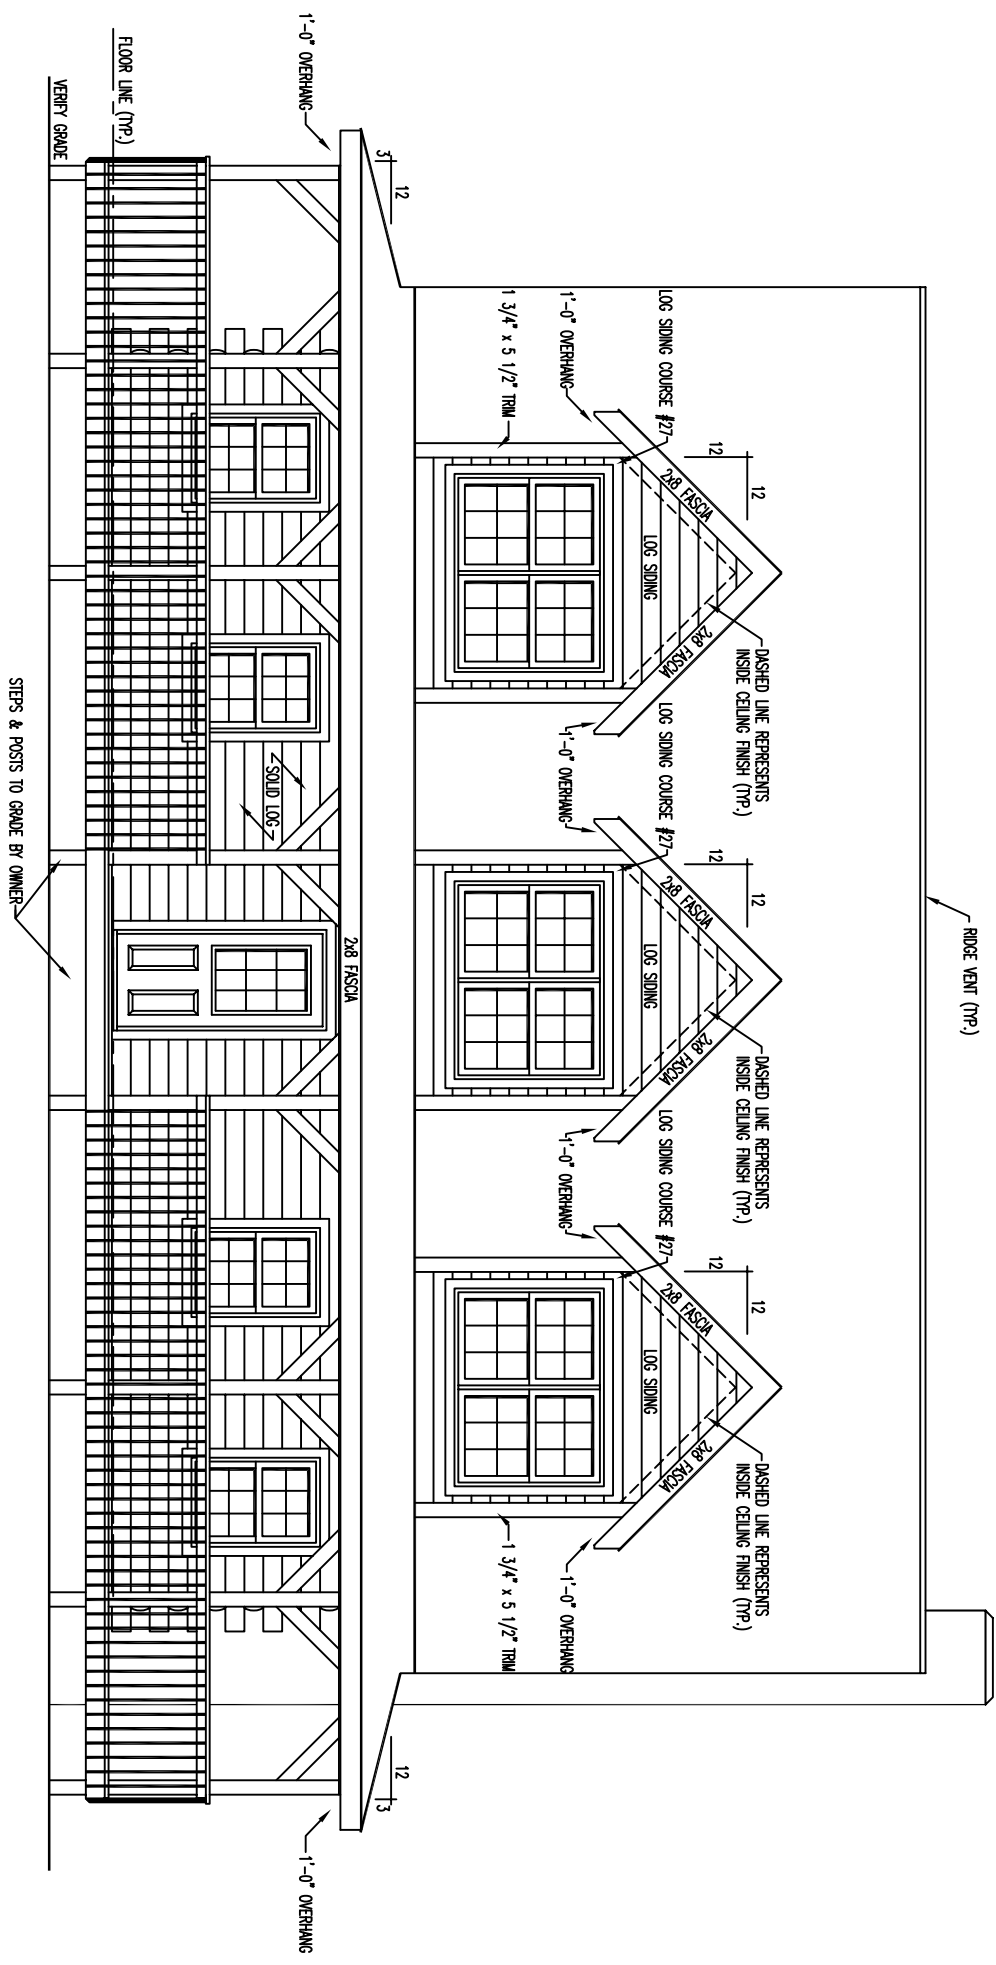 RIDGE VENT (TYP.)
DASHED LINE REPRESENTS
INSIDE CEILING FINISH (TYP.)
DASHED LINE REPRESENTS
INSIDE CEILING FINISH (TYP.)
DASHED LINE REPRESENTS
INSIDE CEILING FINISH (TYP.)
12
12
12
12
12
12
2x8 FASCIA
2x8 FASCIA
2x8 FASCIA
2x8 FASCIA
2x8 FASCIA
2x8 FASCIA
LOG SIDING COURSE #27
LOG SIDING COURSE #27
LOG SIDING COURSE #27
LOG SIDING
LOG SIDING
LOG SIDING
1'-0" OVERHANG
1'-0" OVERHANG
1'-0" OVERHANG
1'-0" OVERHANG
1 3/4" x 5 1/2" TRIM
1 3/4" x 5 1/2" TRIM
12
3
12
3
2x8 FASCIA
1'-0" OVERHANG
1'-0" OVERHANG
SOLID LOG
FLOOR LINE (TYP.)
VERIFY GRADE
STEPS & POSTS TO GRADE BY OWNER